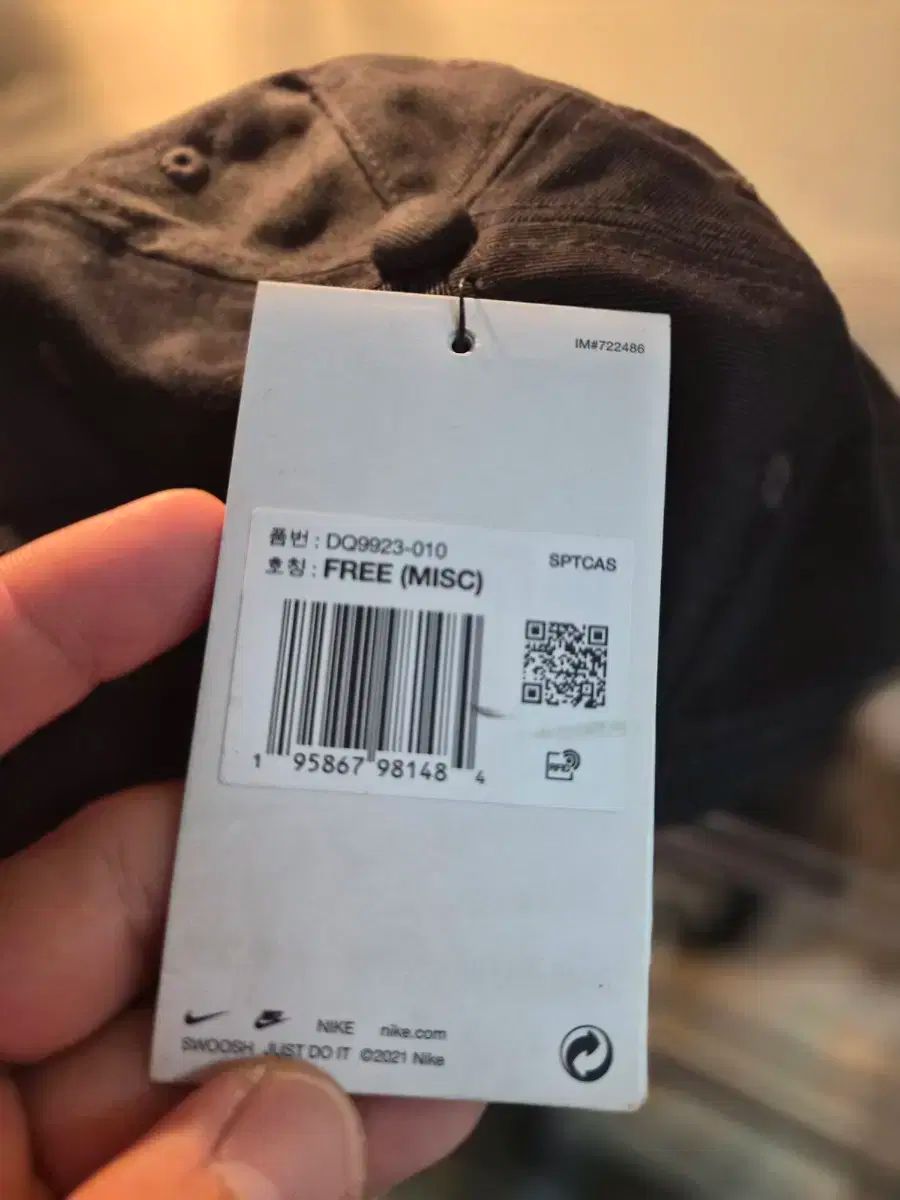 IM#722486
품번 : DQ9923-010
호칭 : FREE (MISC)
SPTCAS
1 95867 98148 4
RFID
NIKE nike.com
SWOOSH JUST DO IT ©2021 Nike